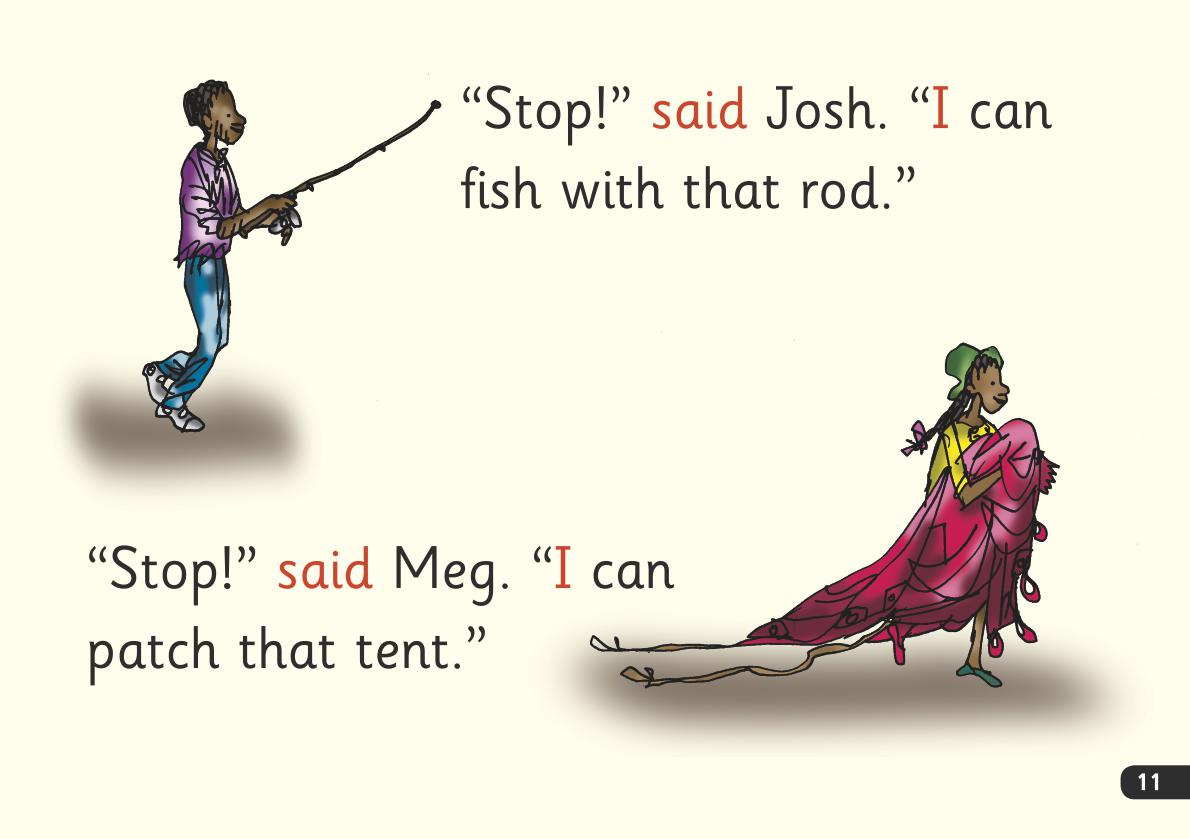 “Stop!” said Josh. “I can
fish with that rod.”
“Stop!” said Meg. “I can
patch that tent.”
11